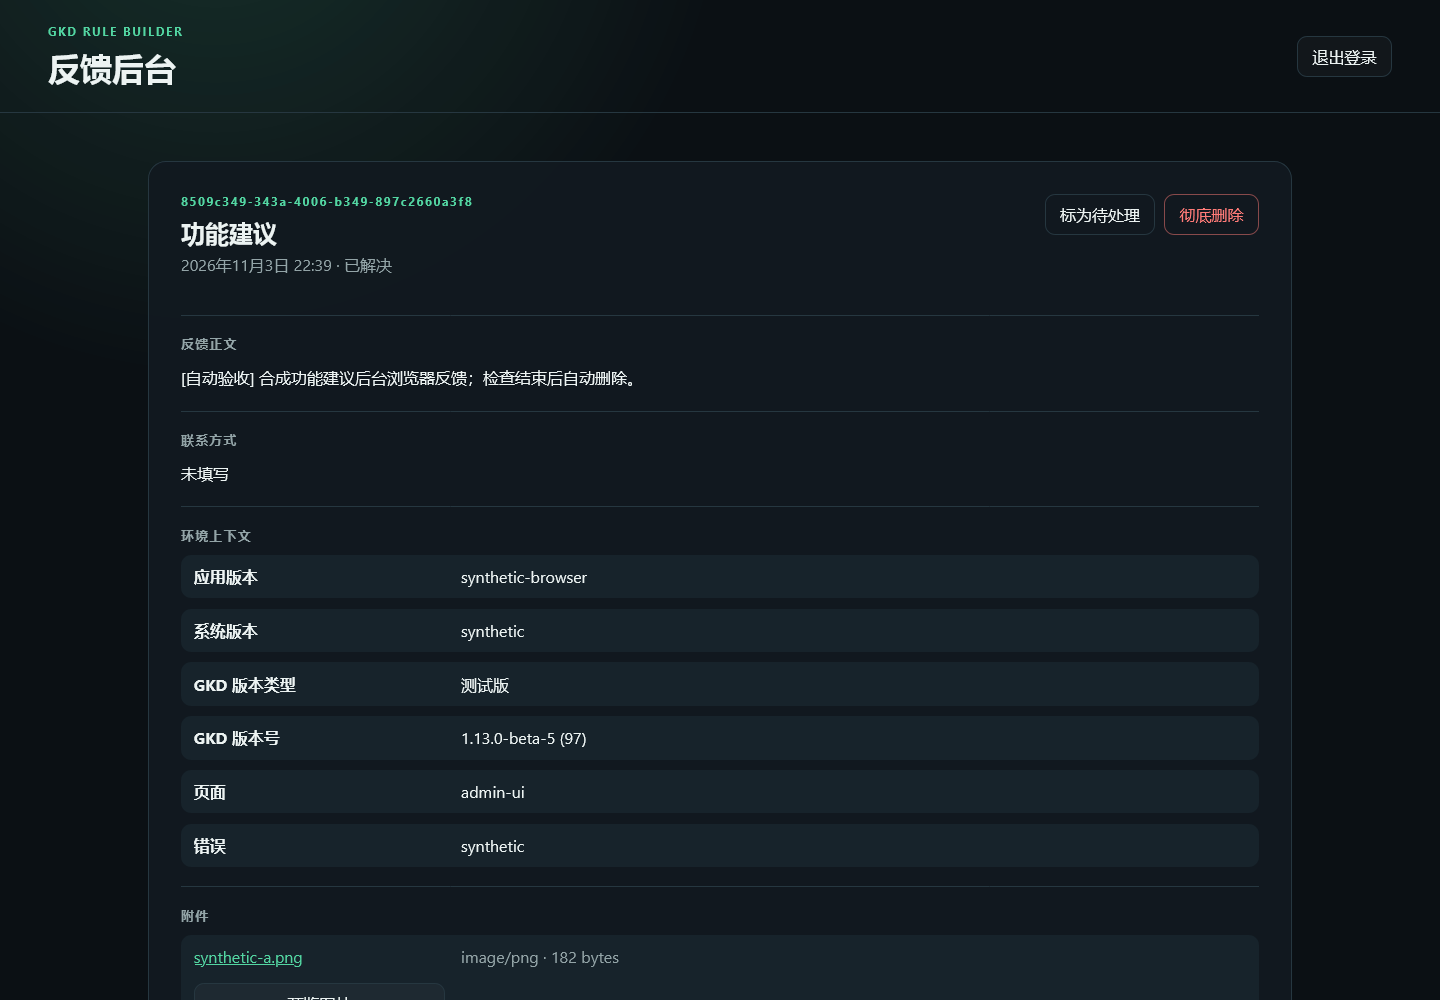 GKD RULE BUILDER
反馈后台
退出登录
8509c349-343a-4006-b349-897c2660a3f8
功能建议
2026年11月3日 22:39 · 已解决
标为待处理
彻底删除
反馈正文
[自动验收] 合成功能建议后台浏览器反馈；检查结束后自动删除。
联系方式
未填写
环境上下文
应用版本 synthetic-browser
系统版本 synthetic
GKD 版本类型 测试版
GKD 版本号 1.13.0-beta-5 (97)
页面 admin-ui
错误 synthetic
附件
synthetic-a.png image/png · 182 bytes